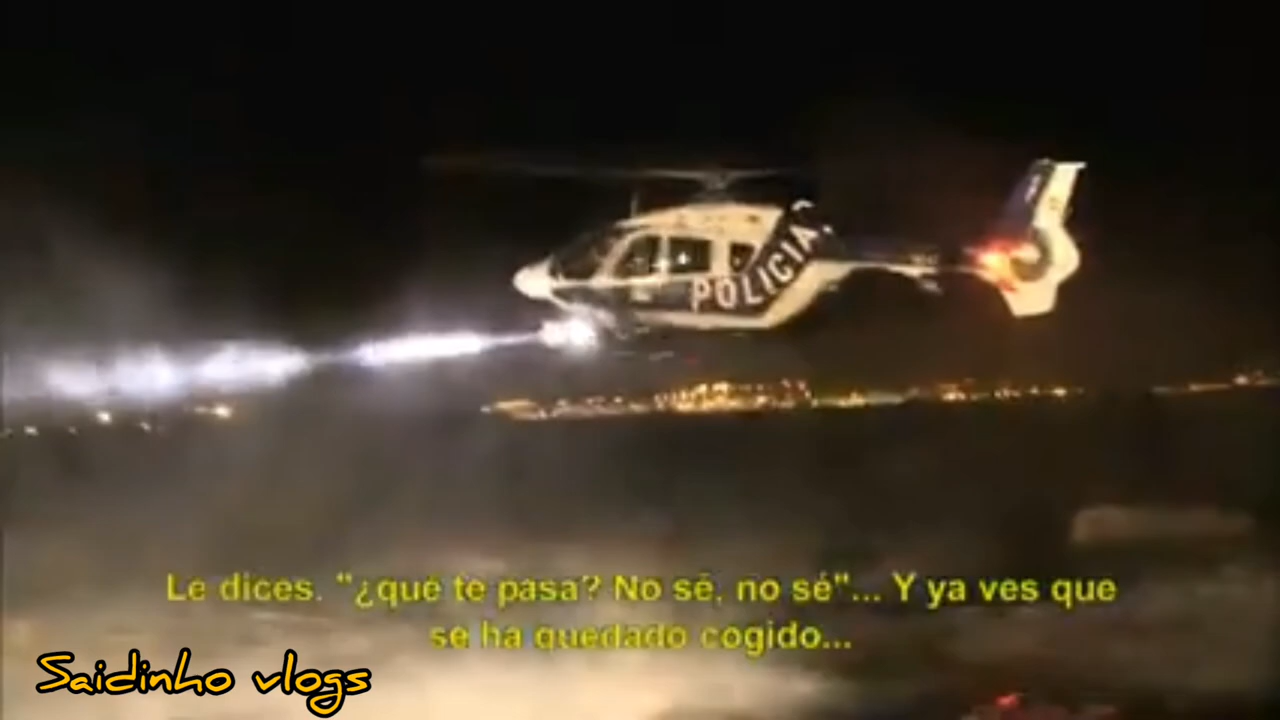 POLICIA
Le dices. "¿qué te pasa? No sé, no sé"... Y ya ves que
se ha quedado cogido...
Saidinho vlogs